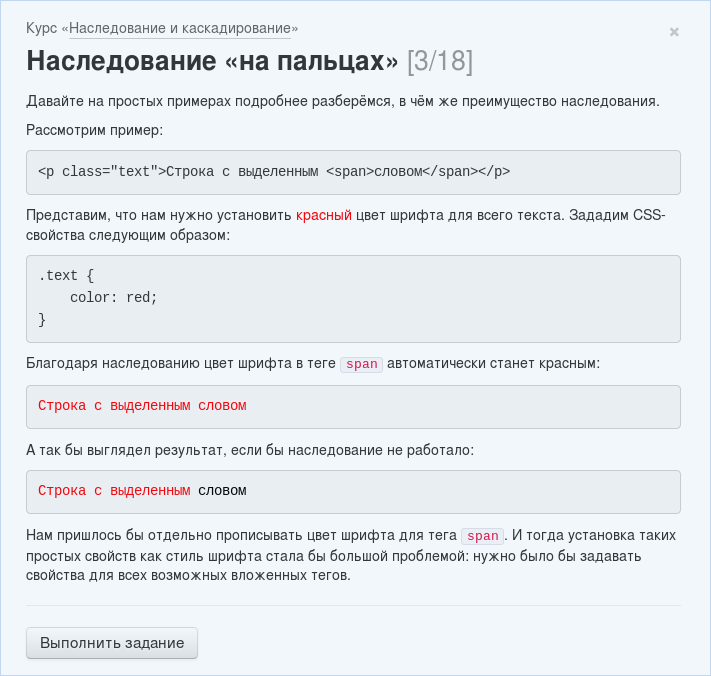 Курс «Наследование и каскадирование»
×
Наследование «на пальцах» [3/18]
Давайте на простых примерах подробнее разберёмся, в чём же преимущество наследования.
Рассмотрим пример:
<p class="text">Строка с выделенным <span>словом</span></p>
Представим, что нам нужно установить красный цвет шрифта для всего текста. Зададим CSS-
свойства следующим образом:
.text {
    color: red;
}
Благодаря наследованию цвет шрифта в теге span автоматически станет красным:
Строка с выделенным словом
А так бы выглядел результат, если бы наследование не работало:
Строка с выделенным словом
Нам пришлось бы отдельно прописывать цвет шрифта для тега span. И тогда установка таких
простых свойств как стиль шрифта стала бы большой проблемой: нужно было бы задавать
свойства для всех возможных вложенных тегов.
Выполнить задание